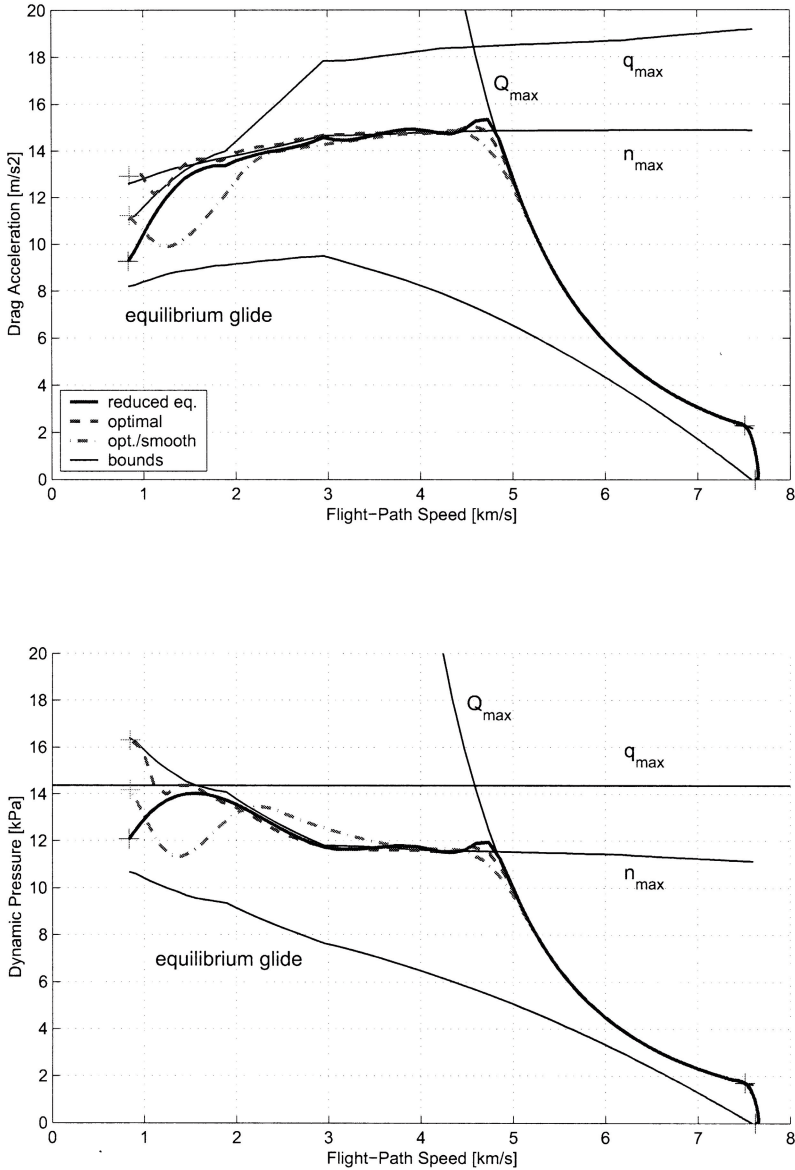 20
18
16
14
12
10
8
6
4
2
0
Drag Acceleration [m/s2]
q_max
Q_max
n_max
equilibrium glide
reduced eq.
optimal
opt./smooth
bounds
0 1 2 3 4 5 6 7 8
Flight-Path Speed [km/s]
20
18
16
14
12
10
8
6
4
2
0
Dynamic Pressure [kPa]
Q_max
q_max
n_max
equilibrium glide
0 1 2 3 4 5 6 7 8
Flight-Path Speed [km/s]